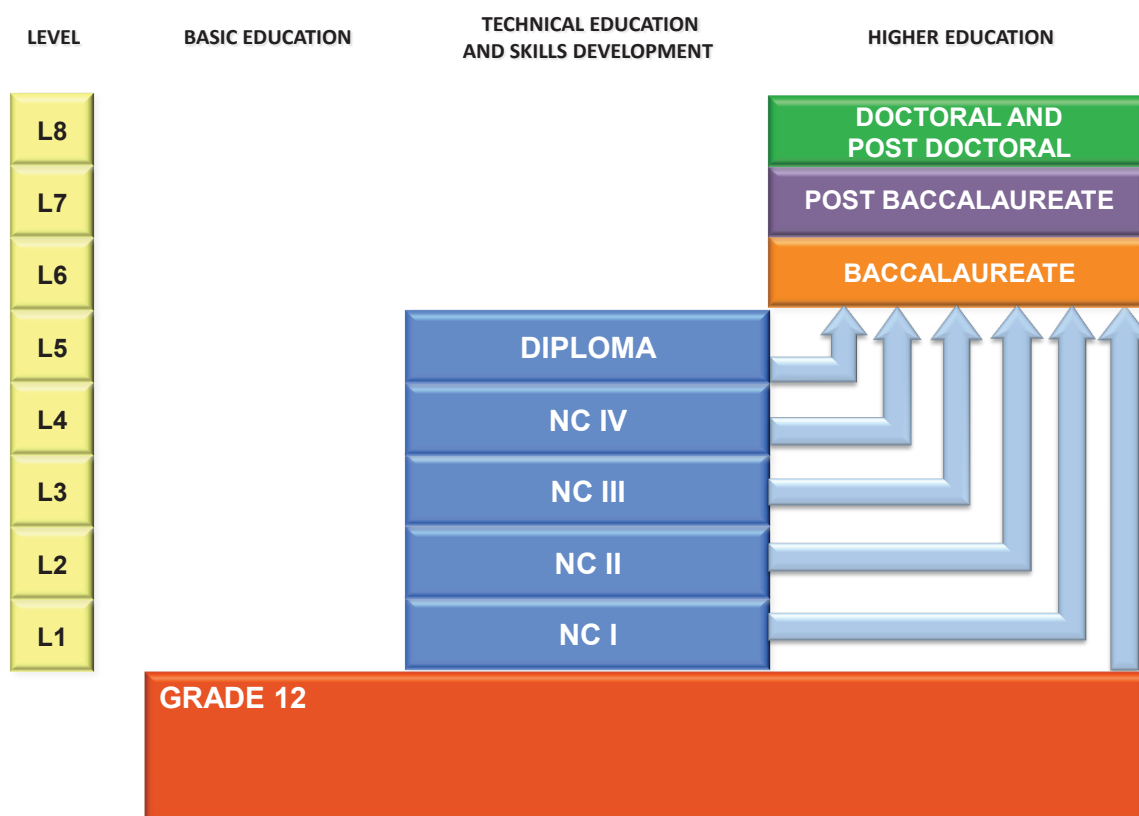 LEVEL
BASIC EDUCATION
TECHNICAL EDUCATION
AND SKILLS DEVELOPMENT
HIGHER EDUCATION
L8
DOCTORAL AND
POST DOCTORAL
L7
POST BACCALAUREATE
L6
BACCALAUREATE
L5
DIPLOMA
L4
NC IV
L3
NC III
L2
NC II
L1
NC I
GRADE 12